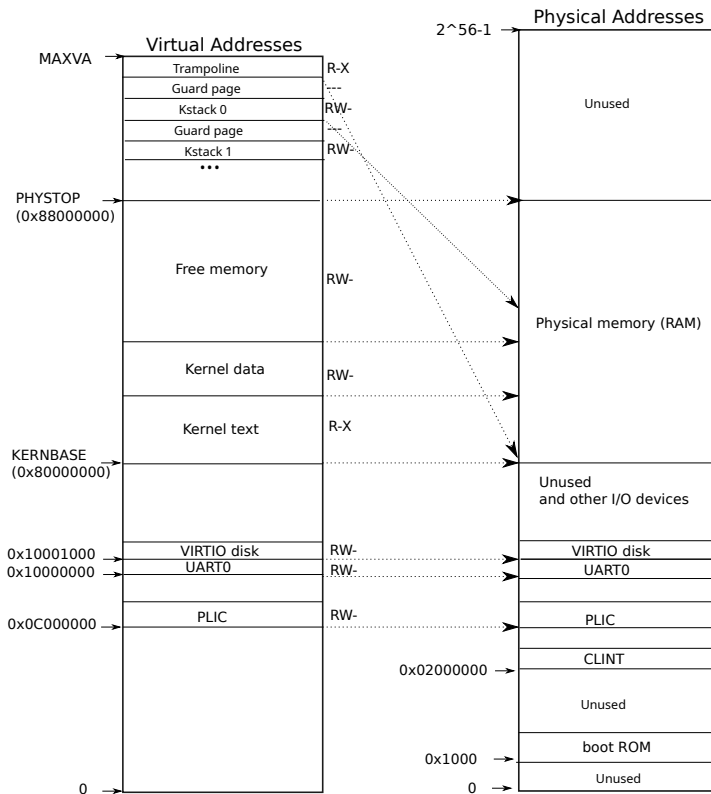 Physical Addresses
2^56-1
Virtual Addresses
MAXVA
Trampoline
R-X
Guard page
---
Unused
Kstack 0
RW-
Guard page
---
Kstack 1
RW-
•••
PHYSTOP
(0x88000000)
Free memory
RW-
Physical memory (RAM)
Kernel data
RW-
Kernel text
R-X
KERNBASE
(0x80000000)
Unused
and other I/O devices
0x10001000
VIRTIO disk
RW-
VIRTIO disk
0x10000000
UART0
RW-
UART0
0x0C000000
PLIC
RW-
PLIC
CLINT
0x02000000
Unused
boot ROM
0x1000
Unused
0
0